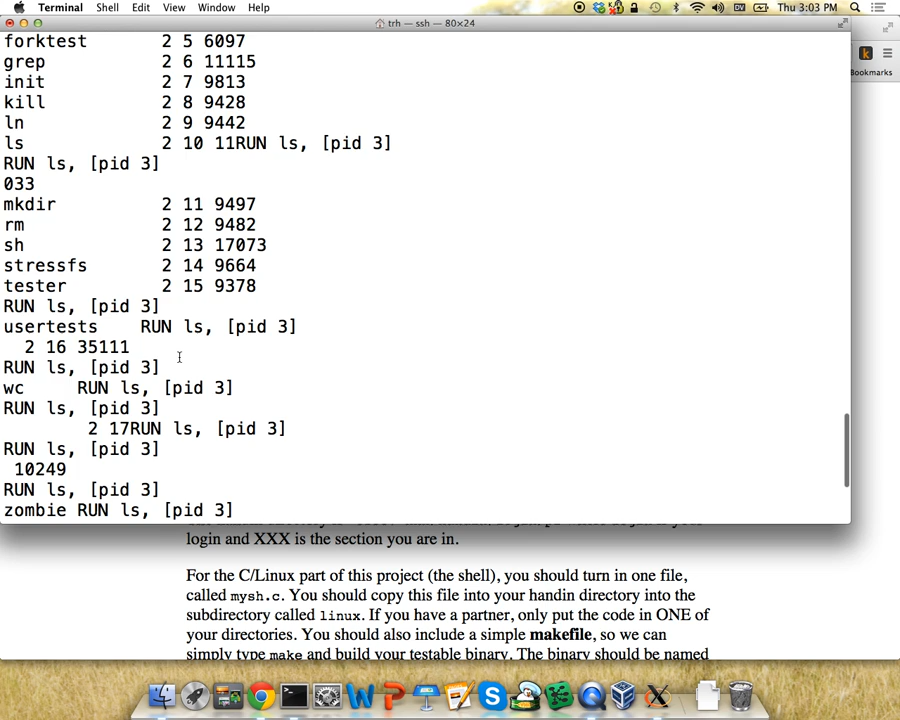 Terminal Shell Edit View Window Help Thu 3:03 PM
trh — ssh — 80×24
forktest 2 5 6097
grep 2 6 11115
init 2 7 9813
kill 2 8 9428
ln 2 9 9442
ls 2 10 11RUN ls, [pid 3]
RUN ls, [pid 3]
033
mkdir 2 11 9497
rm 2 12 9482
sh 2 13 17073
stressfs 2 14 9664
tester 2 15 9378
RUN ls, [pid 3]
usertests RUN ls, [pid 3]
2 16 35111
RUN ls, [pid 3]
wc RUN ls, [pid 3]
RUN ls, [pid 3]
2 17RUN ls, [pid 3]
RUN ls, [pid 3]
10249
RUN ls, [pid 3]
zombie RUN ls, [pid 3]
Bookmarks
login and XXX is the section you are in.
For the C/Linux part of this project (the shell), you should turn in one file,
called mysh.c. You should copy this file into your handin directory into the
subdirectory called linux. If you have a partner, only put the code in ONE of
your directories. You should also include a simple makefile, so we can
simply type make and build your testable binary. The binary should be named